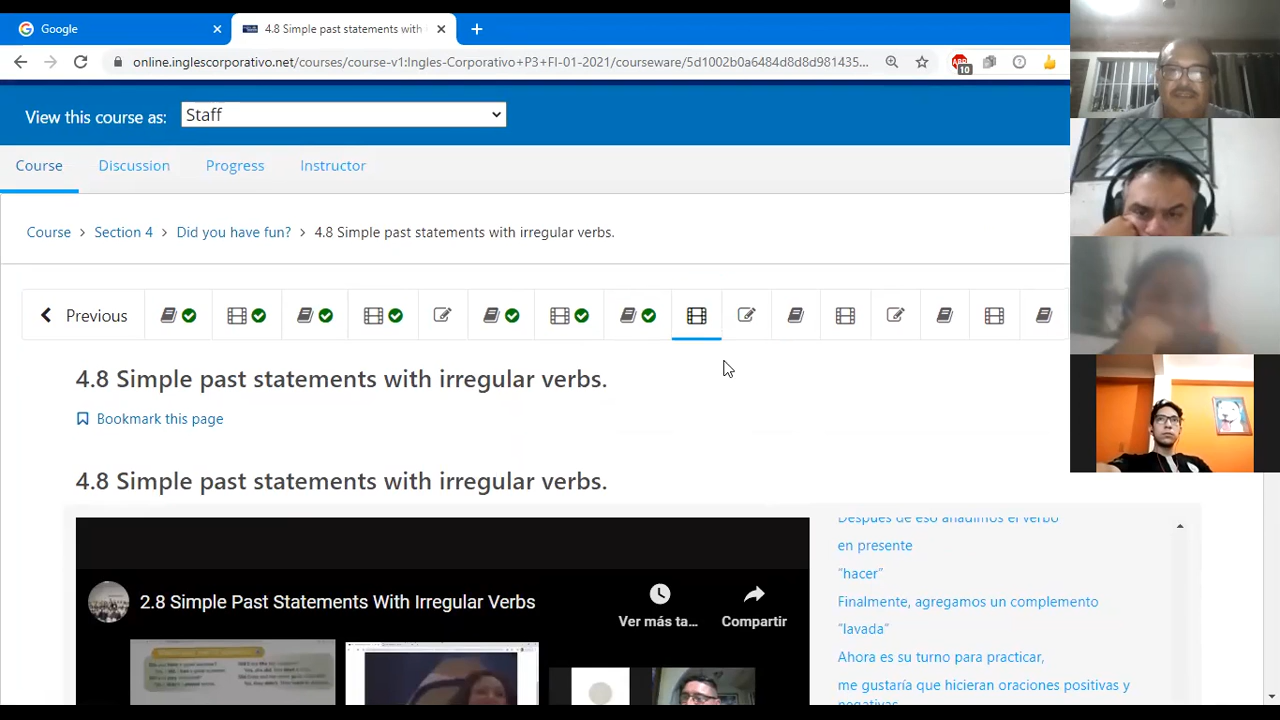 Google
4.8 Simple past statements with
online.inglescorporativo.net/courses/course-v1:Ingles-Corporativo+P3+FI-01-2021/courseware/5d1002b0a6484d8d8d981435...
10
View this course as:
Staff
Course
Discussion
Progress
Instructor
Course > Section 4 > Did you have fun? > 4.8 Simple past statements with irregular verbs.
Previous
4.8 Simple past statements with irregular verbs.
Bookmark this page
4.8 Simple past statements with irregular verbs.
2.8 Simple Past Statements With Irregular Verbs
Ver más ta...
Compartir
Después de eso añadimos el verbo
en presente
"hacer"
Finalmente, agregamos un complemento
"lavada"
Ahora es su turno para practicar,
me gustaría que hicieran oraciones positivas y
negativas